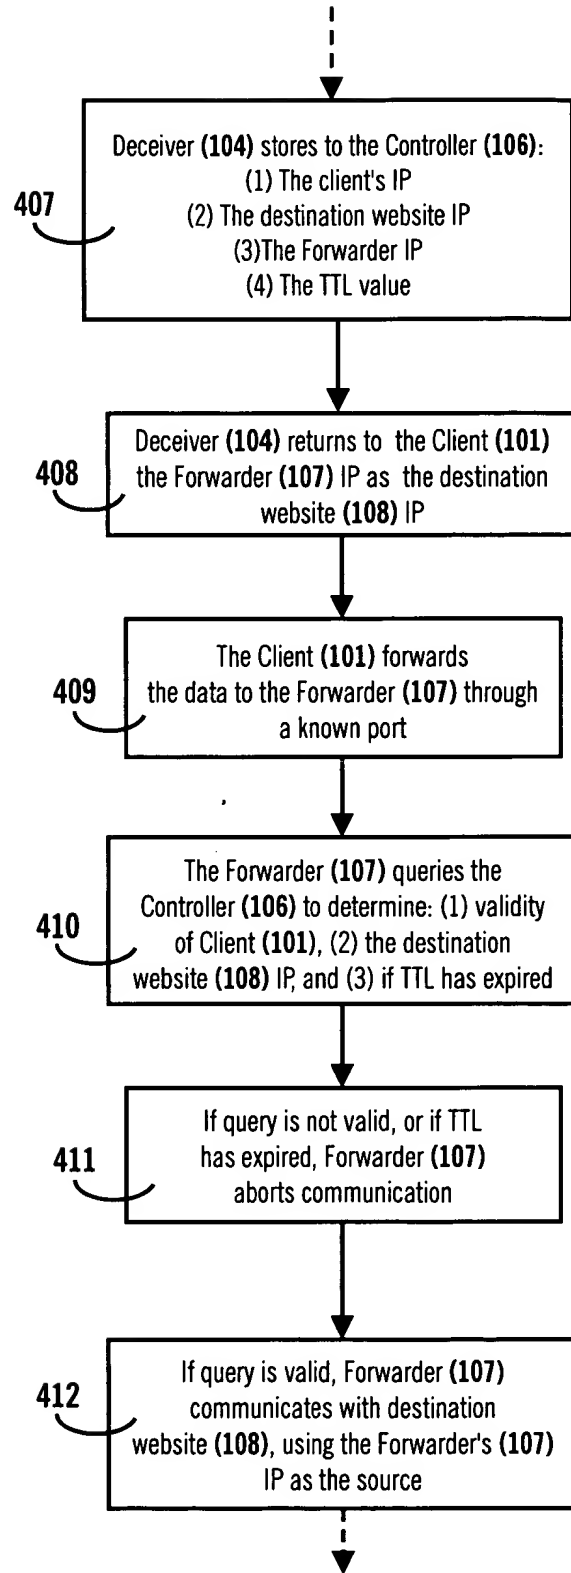 Deceiver (104) stores to the Controller (106):
(1) The client's IP
407
(2) The destination website IP
(3)The Forwarder IP
(4) The TTL value
Deceiver (104) returns to the Client (101)
408
the Forwarder (107) IP as the destination
website (108) IP
The Client (101) forwards
409
the data to the Forwarder (107) through
a known port
The Forwarder (107) queries the
Controller (106) to determine: (1) validity
410
of Client (101), (2) the destination
website (108) IP, and (3) if TTL has expired
If query is not valid, or if TTL
411
has expired, Forwarder (107)
aborts communication
If query is valid, Forwarder (107)
412
communicates with destination
website (108), using the Forwarder's (107)
IP as the source